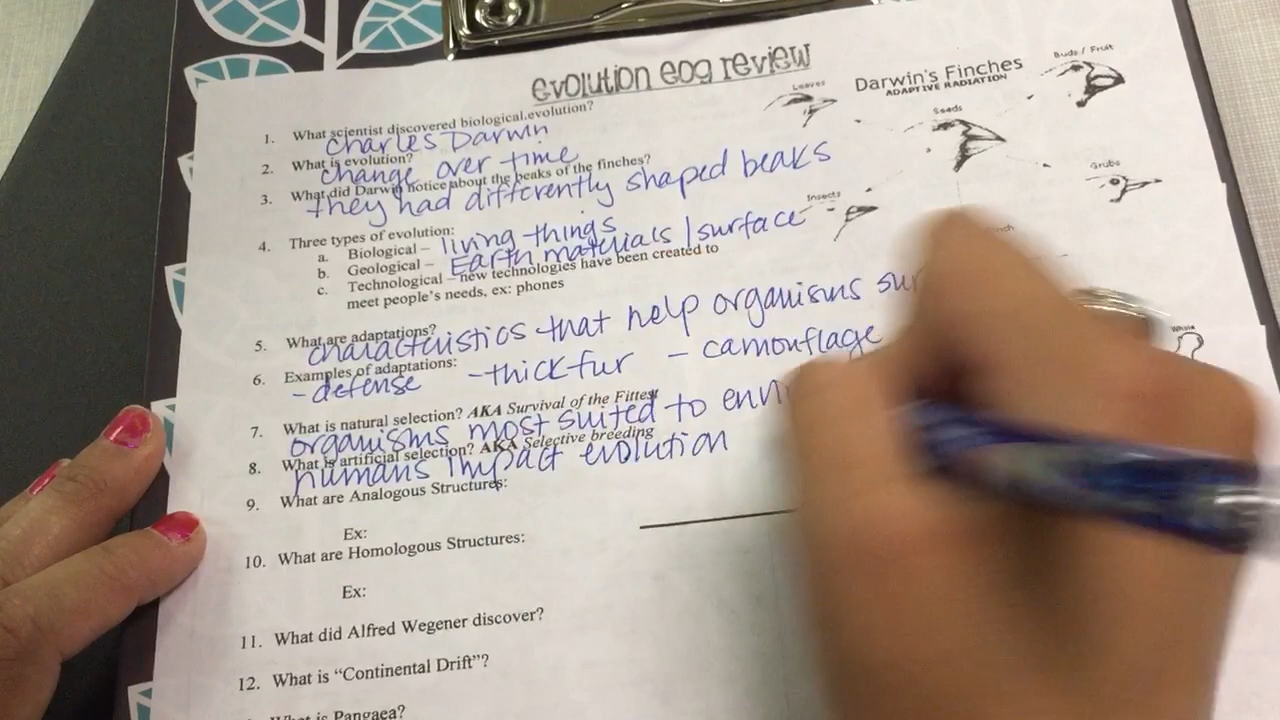 evolution eog review
Darwin's Finches
ADAPTIVE RADIATION
Leaves
Buds / Fruit
Seeds
Grubs
Insects
1. What scientist discovered biological.evolution?
Charles Darwin
2. What is evolution?
change over time
3. What did Darwin notice about the beaks of the finches?
they had differently shaped beaks
4. Three types of evolution:
a. Biological – living things
b. Geological – Earth materials / surface
c. Technological – new technologies have been created to
meet people's needs, ex: phones
5. What are adaptations?
characteristics that help organisms
6. Examples of adaptations:
- defense - thick fur - camouflage
7. What is natural selection? AKA Survival of the Fittest
organisms most suited to
8. What is artificial selection? AKA Selective breeding
humans impact evolution
9. What are Analogous Structures:
Ex:
10. What are Homologous Structures:
Ex:
11. What did Alfred Wegener discover?
12. What is "Continental Drift"?
What is Pangaea?